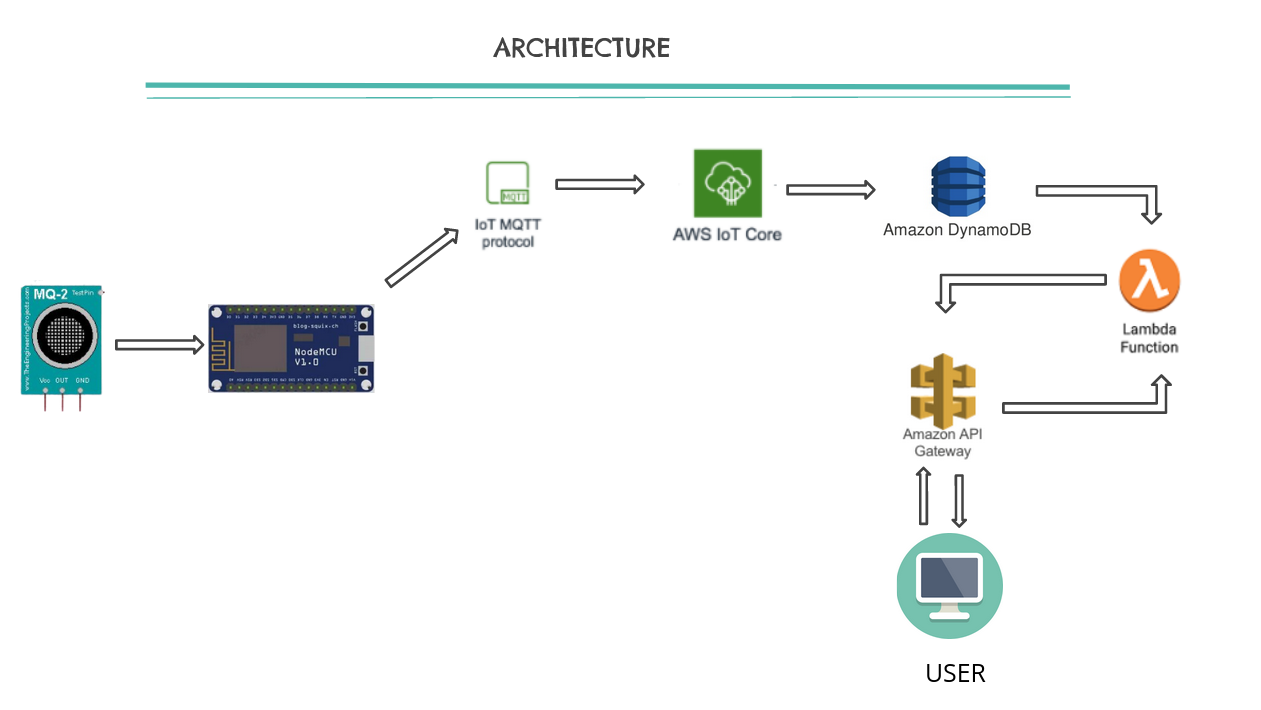 ARCHITECTURE
MQTT
IoT MQTT
protocol
AWS IoT Core
Amazon DynamoDB
MQ-2 TestPin
www.TheEngineeringProjects.com
Vcc OUT GND
blog.squix.ch
NodeMCU
V1.0
Lambda
Function
Amazon API
Gateway
USER